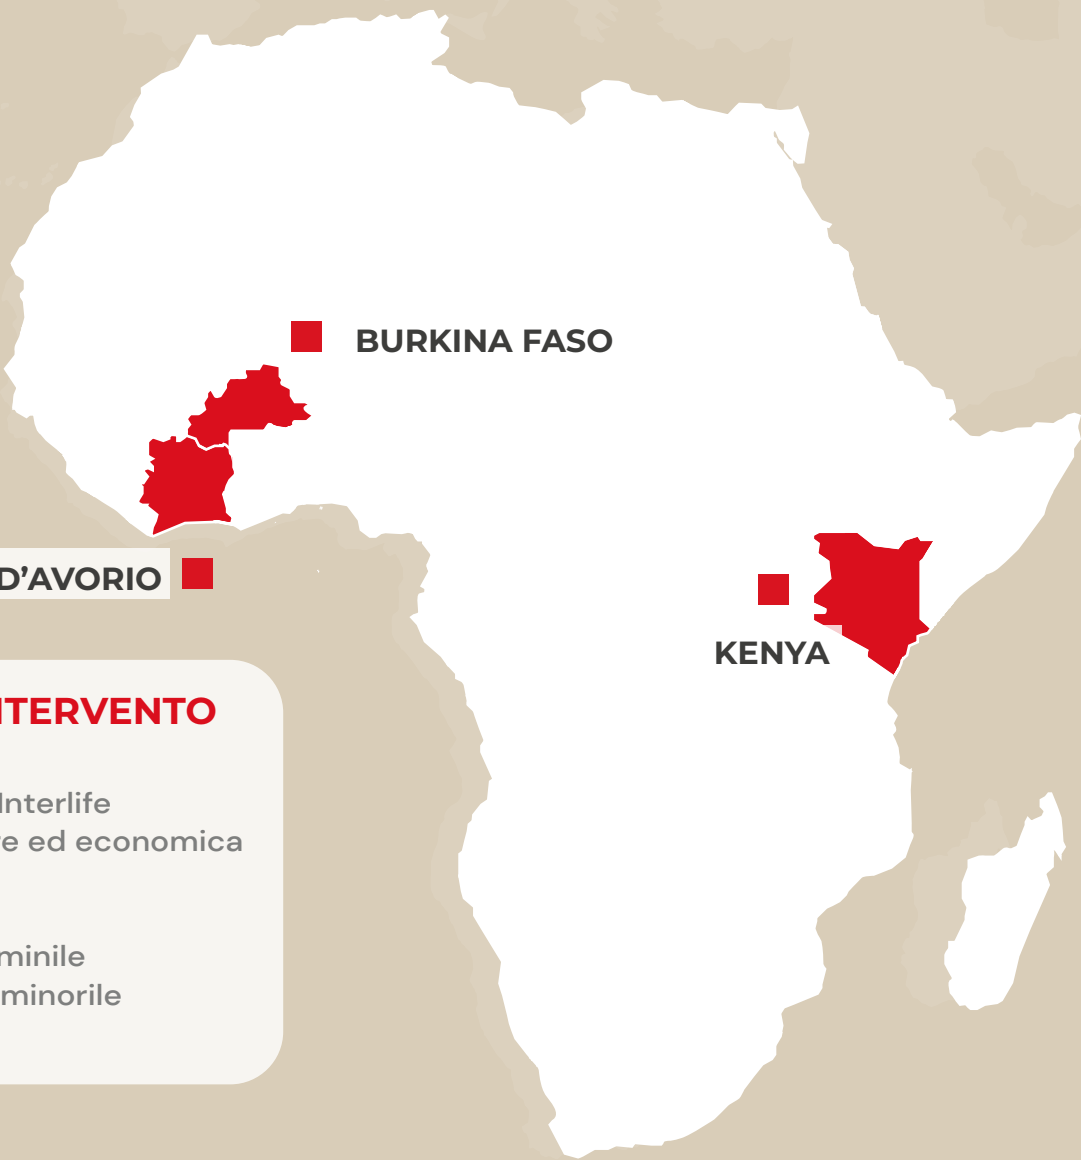 BURKINA FASO
D’AVORIO
KENYA
NTERVENTO
Interlife
e ed economica
minile
minorile